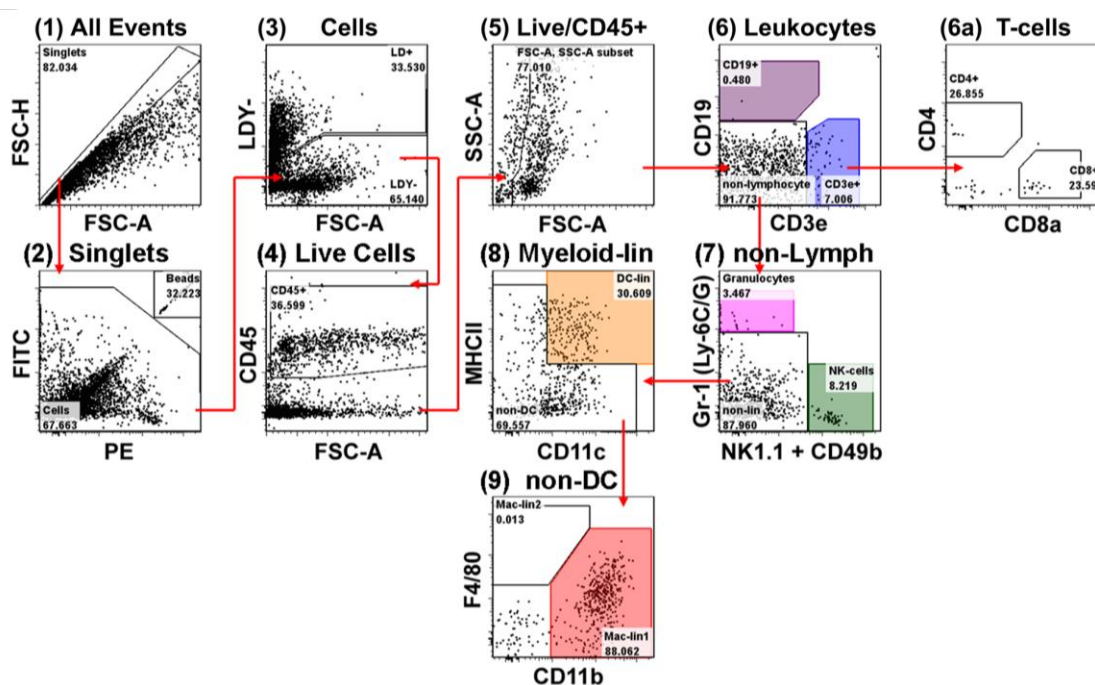 (1) All Events
Singlets
82.034
FSC-H
FSC-A
(3) Cells
LD+
33.530
LDY-
LDY-
65.140
FSC-A
(5) Live/CD45+
FSC-A, SSC-A subset
77.010
SSC-A
FSC-A
(6) Leukocytes
CD19+
0.480
CD19
non-lymphocyte
91.773
CD3e+
7.006
CD3e
(6a) T-cells
CD4+
26.855
CD4
CD8+
23.59
CD8a
(2) Singlets
Beads
32.223
FITC
Cells
67.663
PE
(4) Live Cells
CD45+
36.599
CD45
FSC-A
(8) Myeloid-lin
DC-lin
30.609
MHCII
non-DC
69.557
CD11c
(7) non-Lymph
Granulocytes
3.467
Gr-1 (Ly-6C/G)
NK-cells
8.219
non-lin
87.960
NK1.1 + CD49b
(9) non-DC
Mac-lin2
0.013
F4/80
Mac-lin1
88.062
CD11b